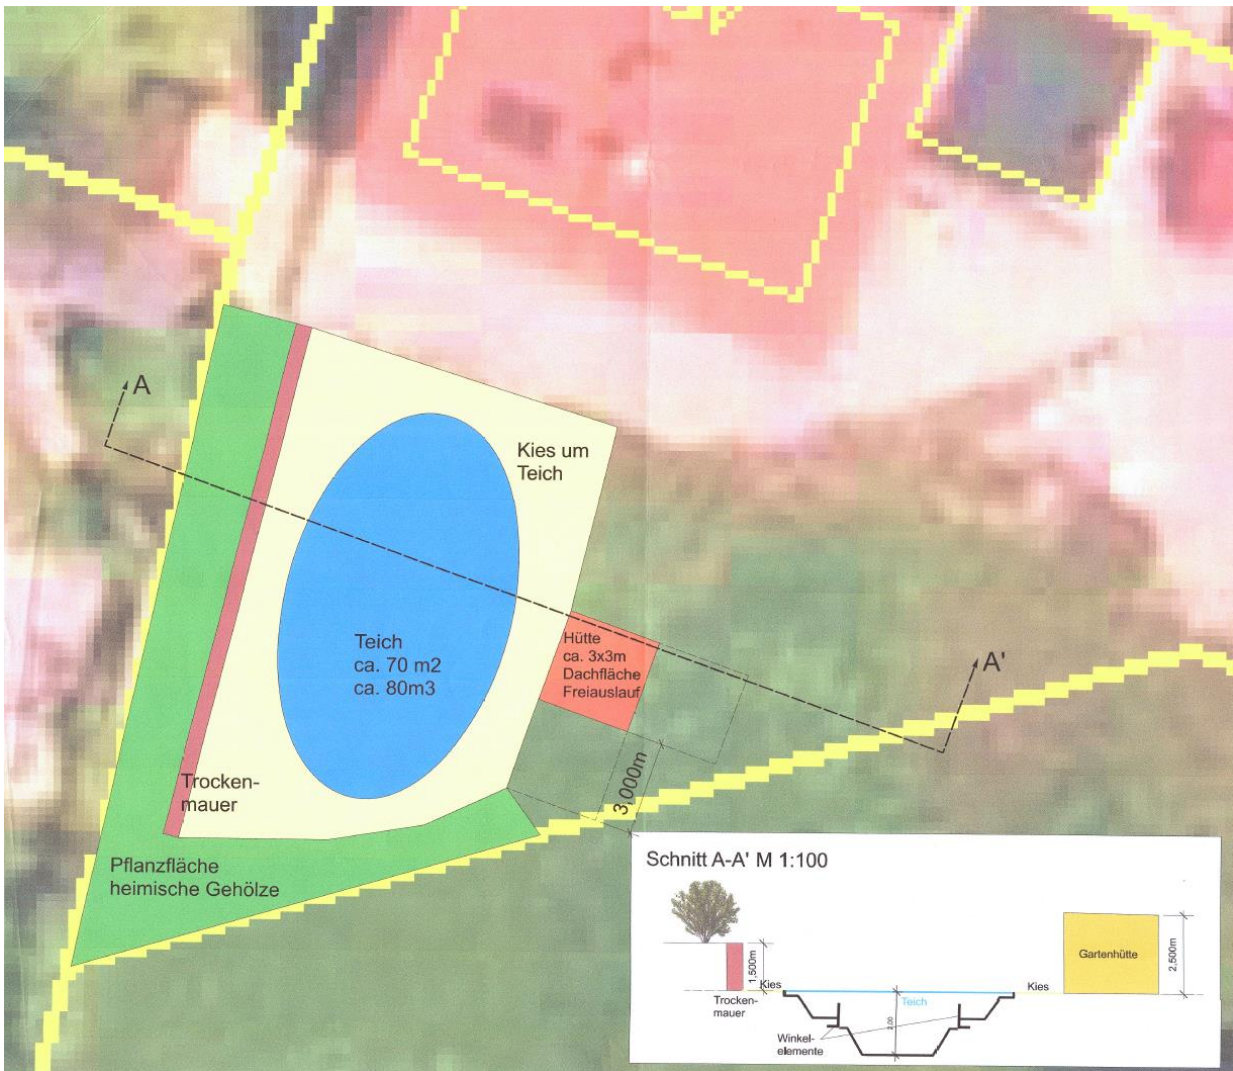 A
Kies um
Teich
Teich
ca. 70 m2
ca. 80m3
Hütte
ca. 3x3m
Dachfläche
Freiauslauf
A'
3,000m
Trocken-
mauer
Pflanzfläche
heimische Gehölze
Schnitt A-A' M 1:100
1,500m
Kies
Trocken-
mauer
Teich
2,00
Winkel-
elemente
Kies
Gartenhütte
2,500m